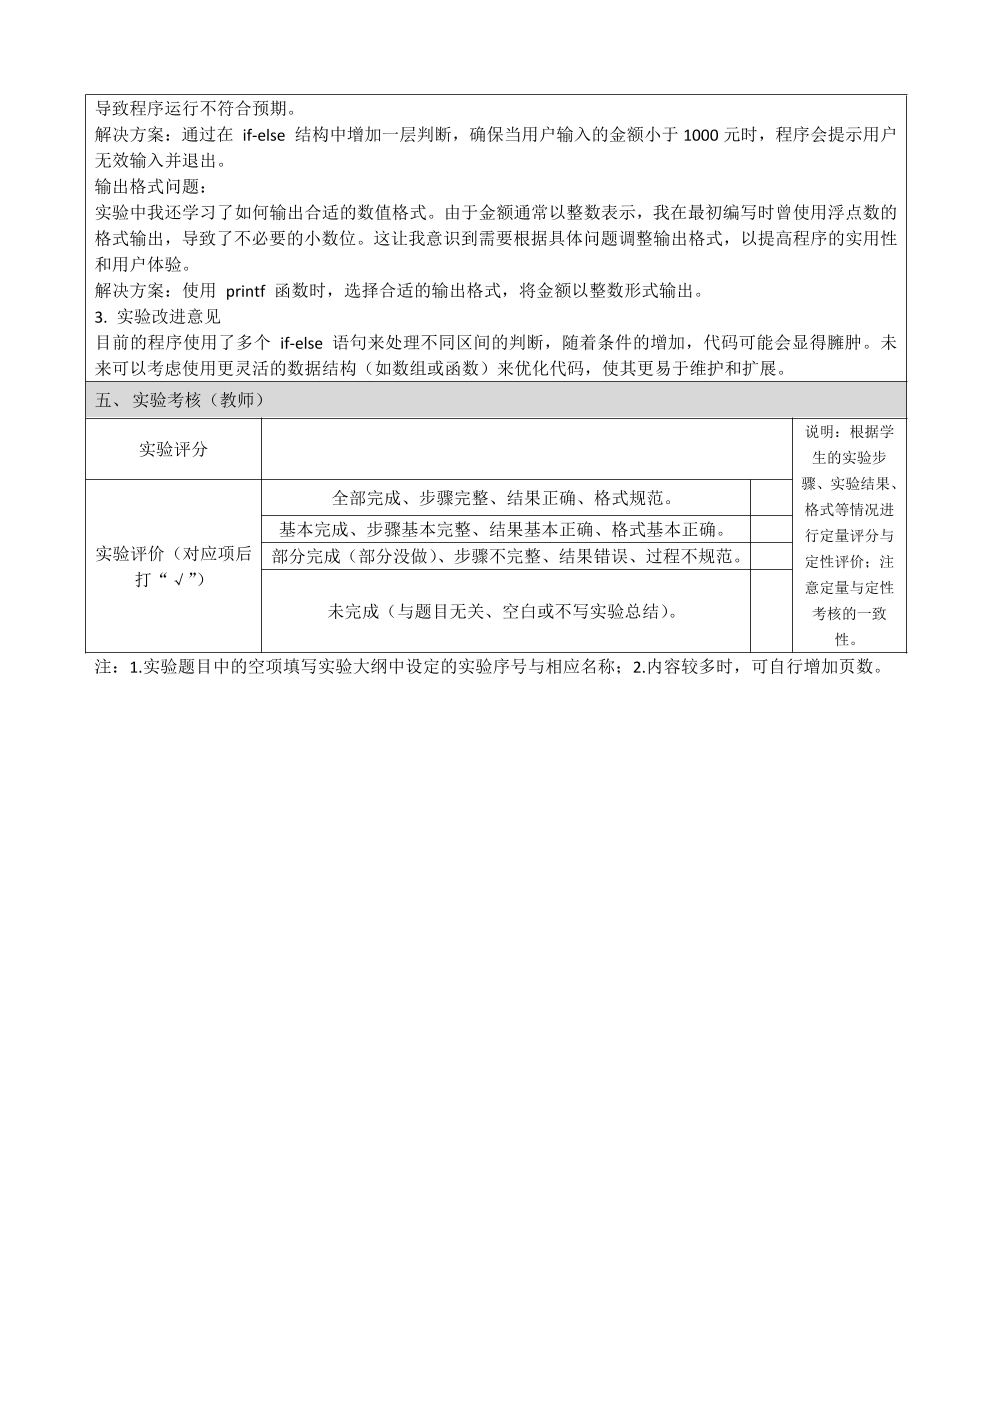 导致程序运行不符合预期。
解决方案：通过在 if-else 结构中增加一层判断，确保当用户输入的金额小于 1000 元时，程序会提示用户
无效输入并退出。
输出格式问题：
实验中我还学习了如何输出合适的数值格式。由于金额通常以整数表示，我在最初编写时曾使用浮点数的
格式输出，导致了不必要的小数位。这让我意识到需要根据具体问题调整输出格式，以提高程序的实用性
和用户体验。
解决方案：使用 printf 函数时，选择合适的输出格式，将金额以整数形式输出。
3. 实验改进意见
目前的程序使用了多个 if-else 语句来处理不同区间的判断，随着条件的增加，代码可能会显得臃肿。未
来可以考虑使用更灵活的数据结构（如数组或函数）来优化代码，使其更易于维护和扩展。
五、 实验考核（教师）
实验评分
实验评价（对应项后
打“√”）
全部完成、步骤完整、结果正确、格式规范。
基本完成、步骤基本完整、结果基本正确、格式基本正确。
部分完成（部分没做）、步骤不完整、结果错误、过程不规范。
未完成（与题目无关、空白或不写实验总结）。
说明：根据学
生的实验步
骤、实验结果、
格式等情况进
行定量评分与
定性评价；注
意定量与定性
考核的一致
性。
注：1.实验题目中的空项填写实验大纲中设定的实验序号与相应名称；2.内容较多时，可自行增加页数。